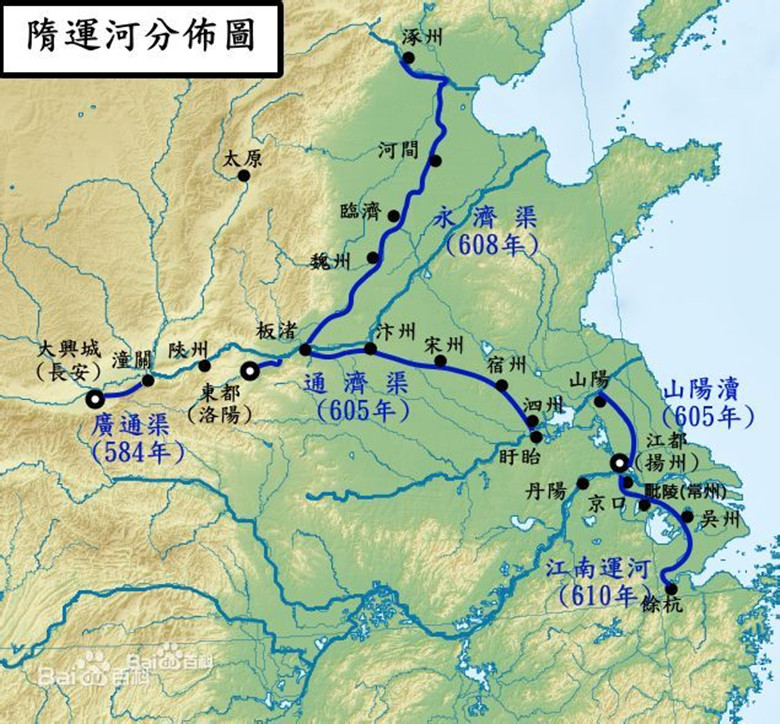 隋運河分佈圖
涿州
河間
太原
臨濟
永濟渠
(608年)
魏州
板渚
汴州
大興城
(長安)
潼關
陝州
宋州
東都
(洛陽)
通濟渠
(605年)
宿州
山陽
山陽瀆
(605年)
廣通渠
(584年)
泗州
盱眙
江都
(揚州)
丹陽
京口
毗陵(常州)
吳州
江南運河
(610年
餘杭
Bai 百科
Bai 百科